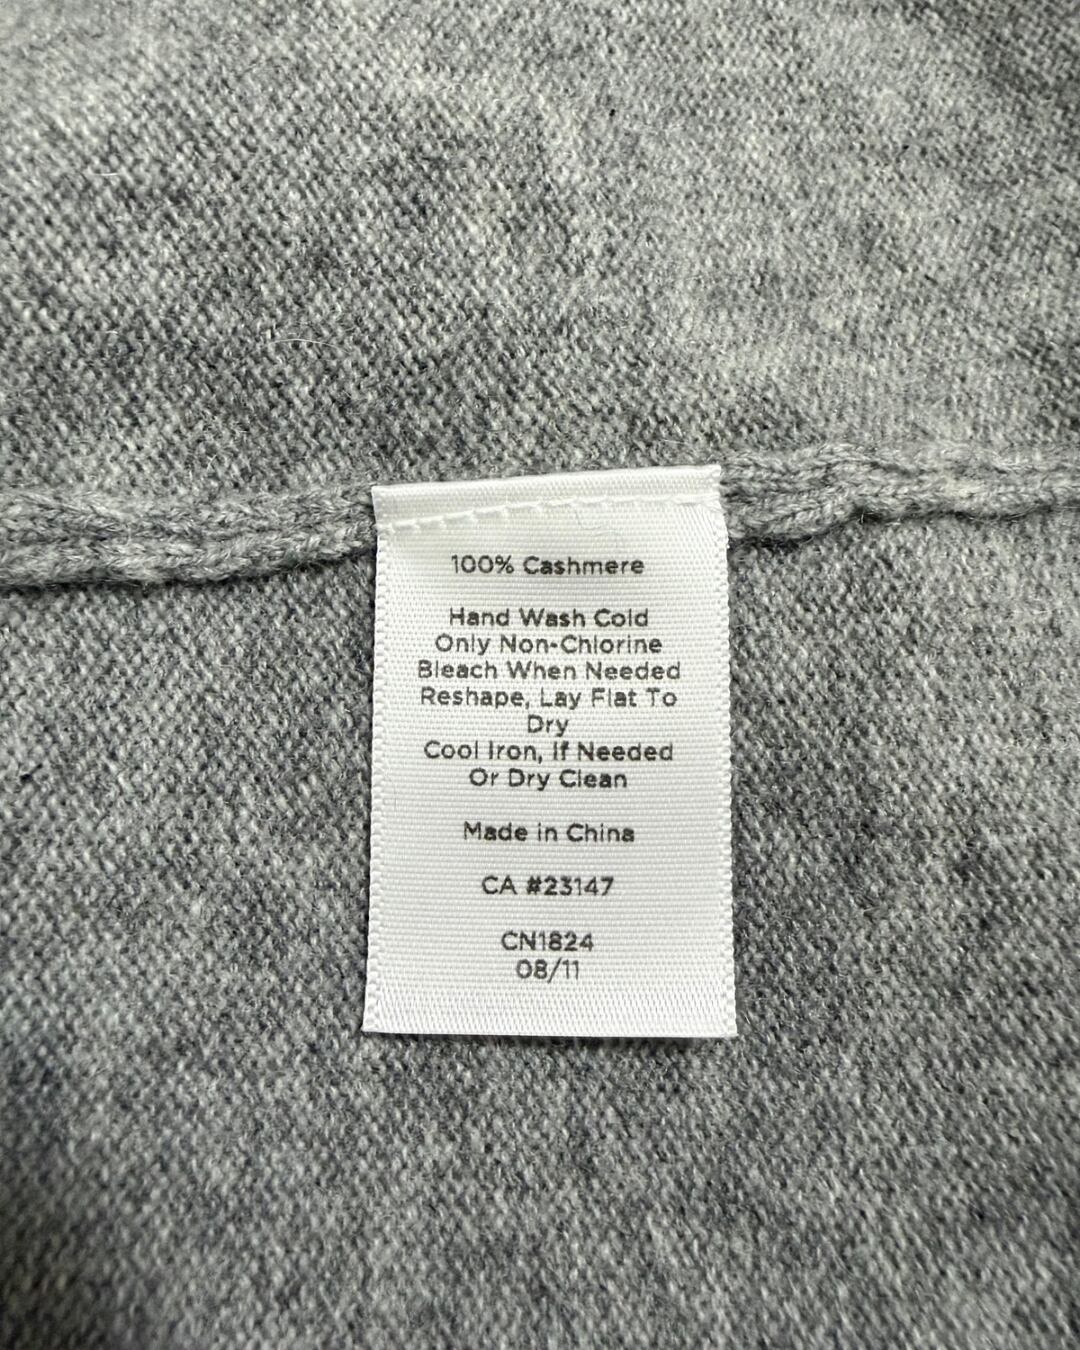 100% Cashmere
Hand Wash Cold
Only Non-Chlorine
Bleach When Needed
Reshape, Lay Flat To
Dry
Cool Iron, If Needed
Or Dry Clean
Made in China
CA #23147
CN1824
08/11